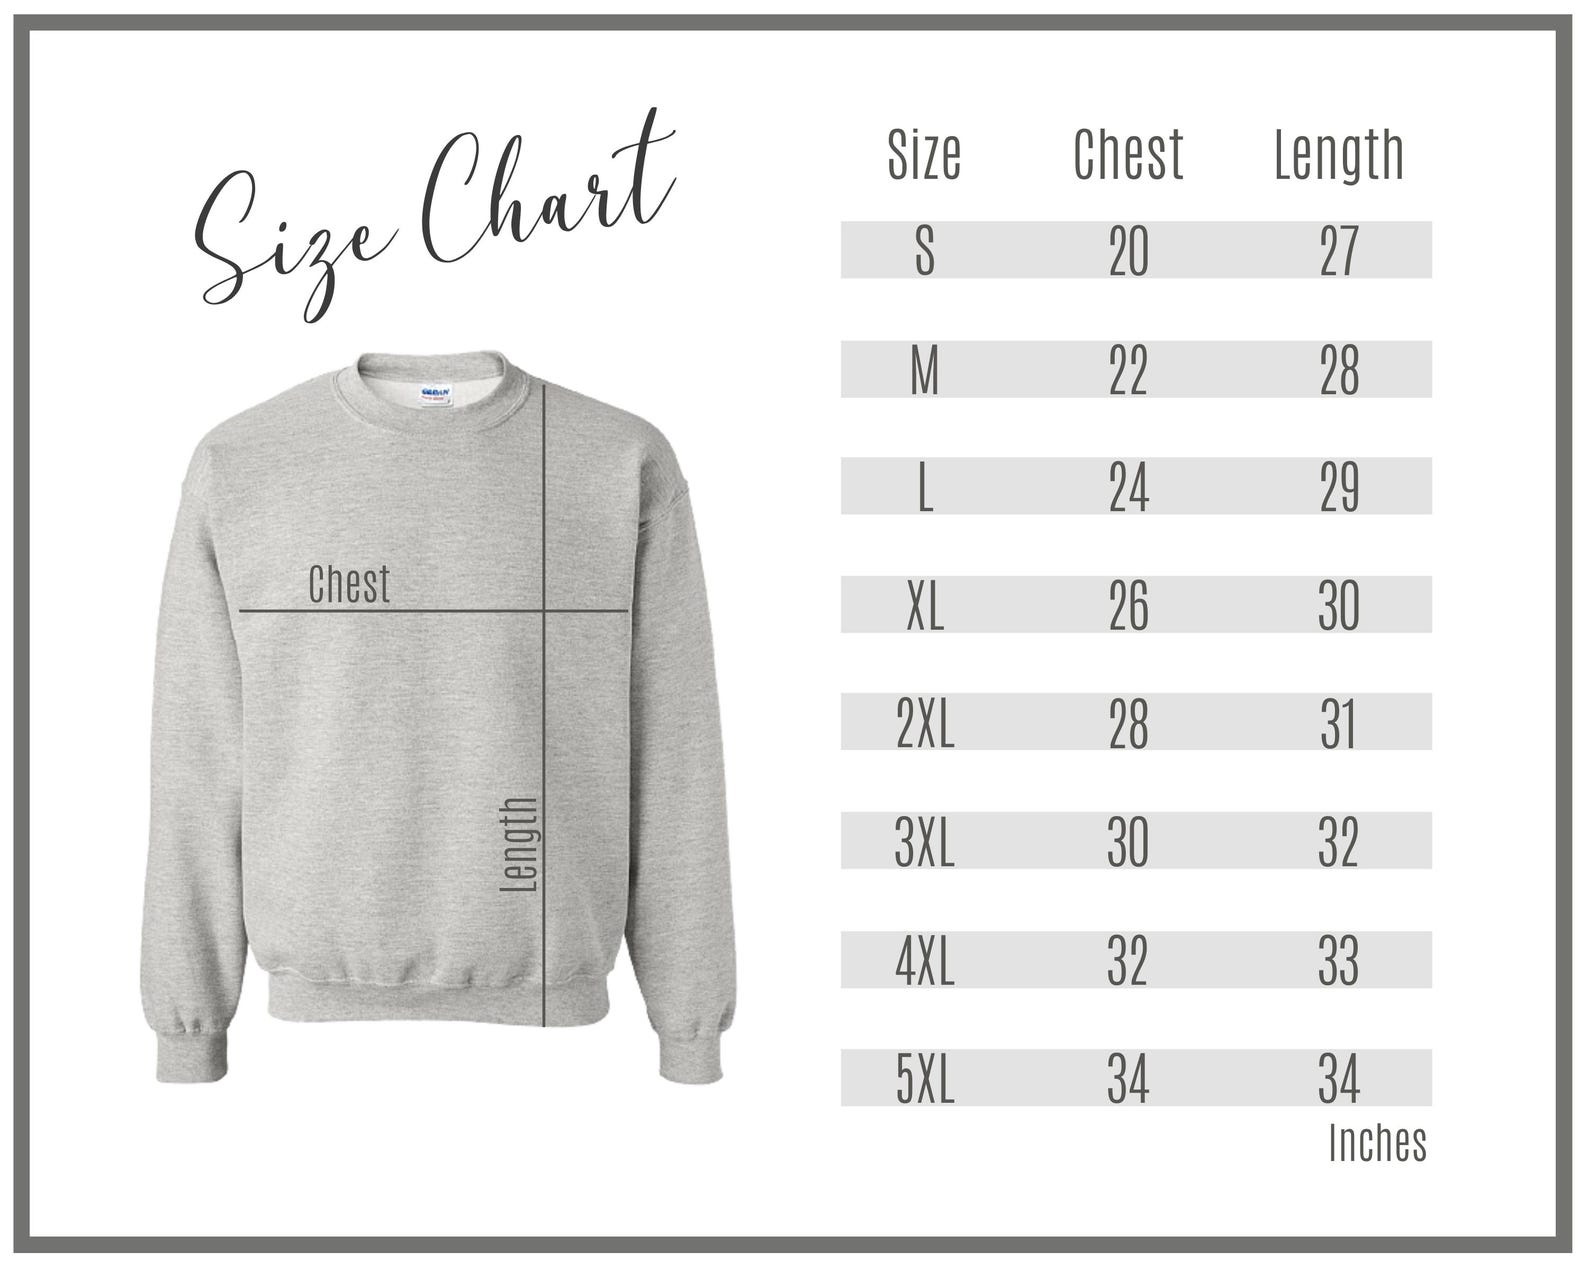 Size Chart
Chest
Length
Size Chest Length
S 20 27
M 22 28
L 24 29
XL 26 30
2XL 28 31
3XL 30 32
4XL 32 33
5XL 34 34
Inches